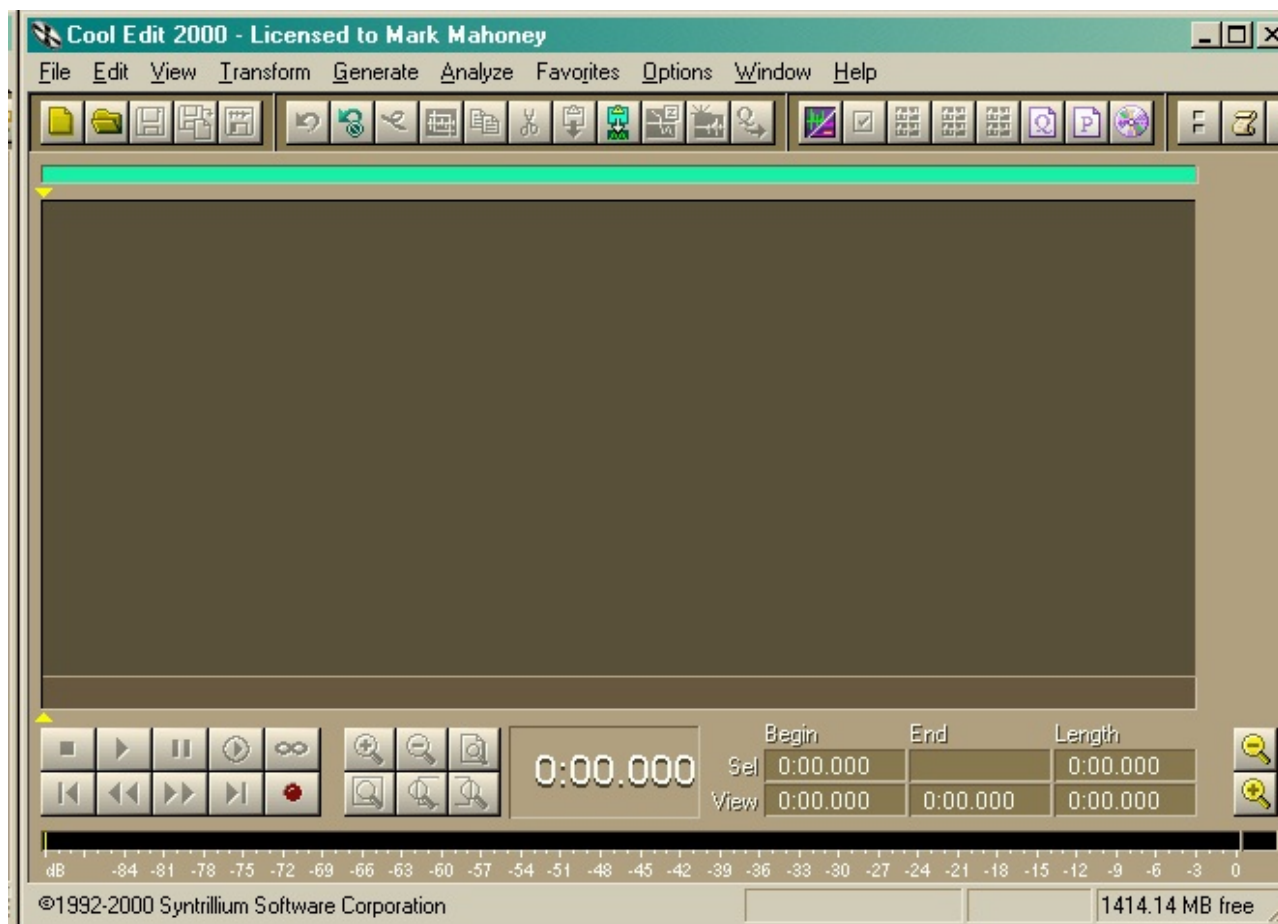 Cool Edit 2000 - Licensed to Mark Mahoney
File Edit View Transform Generate Analyze Favorites Options Window Help
Q P F
Begin End Length
0:00.000 Sel 0:00.000 0:00.000
View 0:00.000 0:00.000 0:00.000
dB -84 -81 -78 -75 -72 -69 -66 -63 -60 -57 -54 -51 -48 -45 -42 -39 -36 -33 -30 -27 -24 -21 -18 -15 -12 -9 -6 -3 0
©1992-2000 Syntrillium Software Corporation 1414.14 MB free